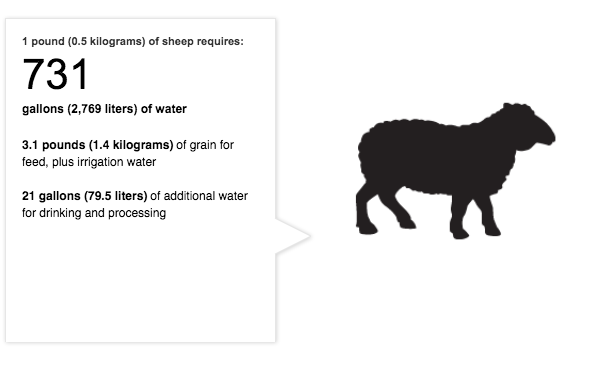 1 pound (0.5 kilograms) of sheep requires:
731
gallons (2,769 liters) of water
3.1 pounds (1.4 kilograms) of grain for
feed, plus irrigation water
21 gallons (79.5 liters) of additional water
for drinking and processing